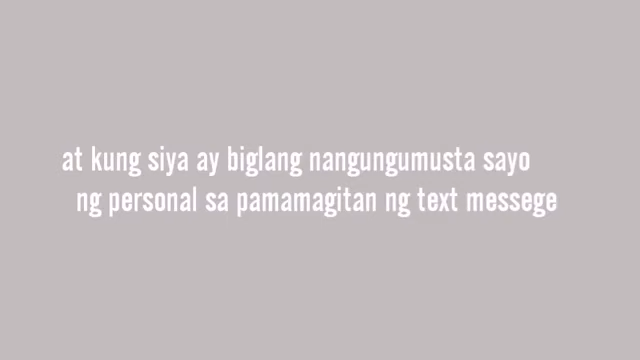 at kung siya ay biglang nangungumusta sayo
ng personal sa pamamagitan ng text messege